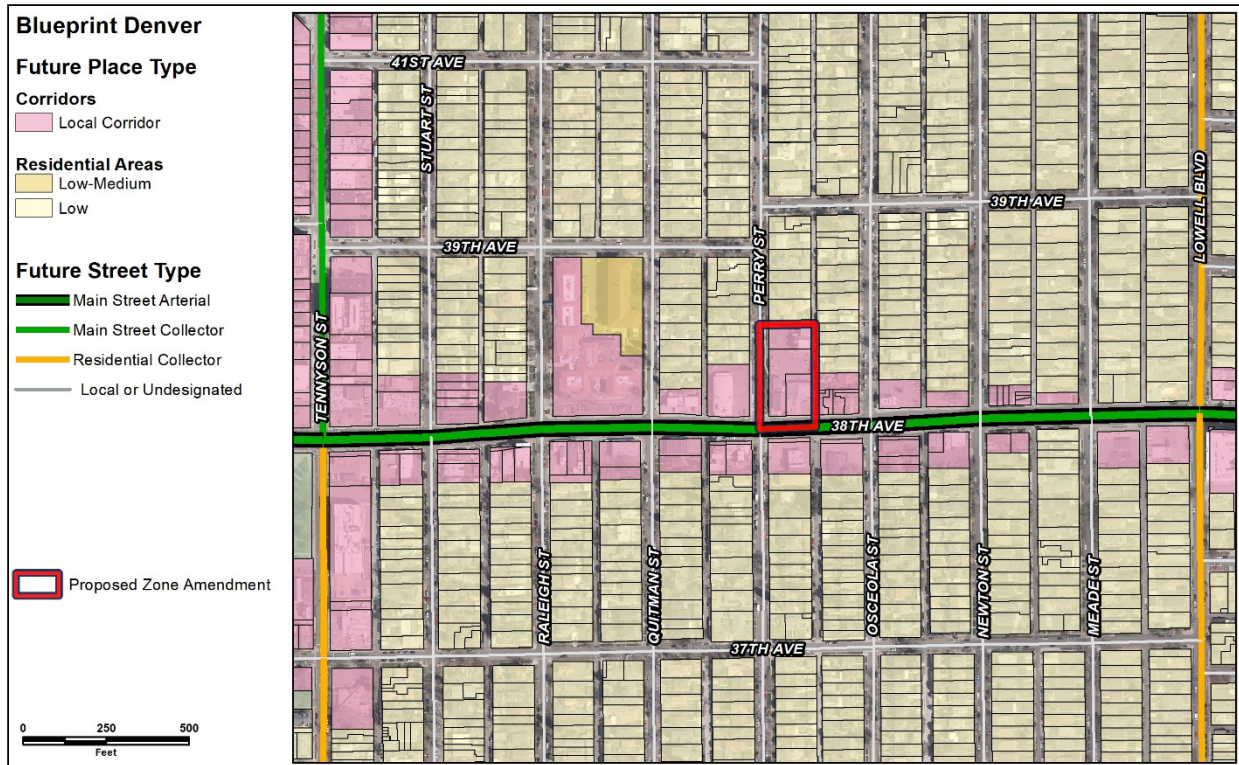 Blueprint Denver
Future Place Type
Corridors
Local Corridor
Residential Areas
Low-Medium
Low
Future Street Type
Main Street Arterial
Main Street Collector
Residential Collector
Local or Undesignated
Proposed Zone Amendment
0 250 500
Feet
41ST AVE
STUART ST
39TH AVE
LOWELL BLVD
39TH AVE
PERRY ST
TENNYSON ST
38TH AVE
RALEIGH ST
QUITMAN ST
OSCEOLA ST
NEWTON ST
MEADE ST
37TH AVE